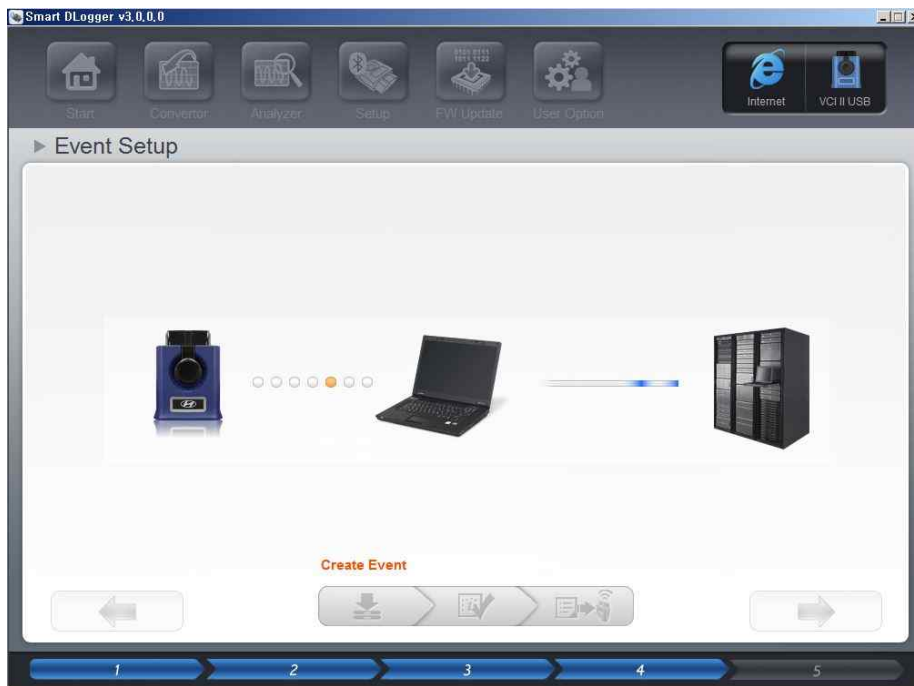 Smart DLogger v3,0,0,0
Start
Convertor
Analyzer
Setup
FW Update
User Option
Internet
VCI II USB
Event Setup
Create Event
1
2
3
4
5